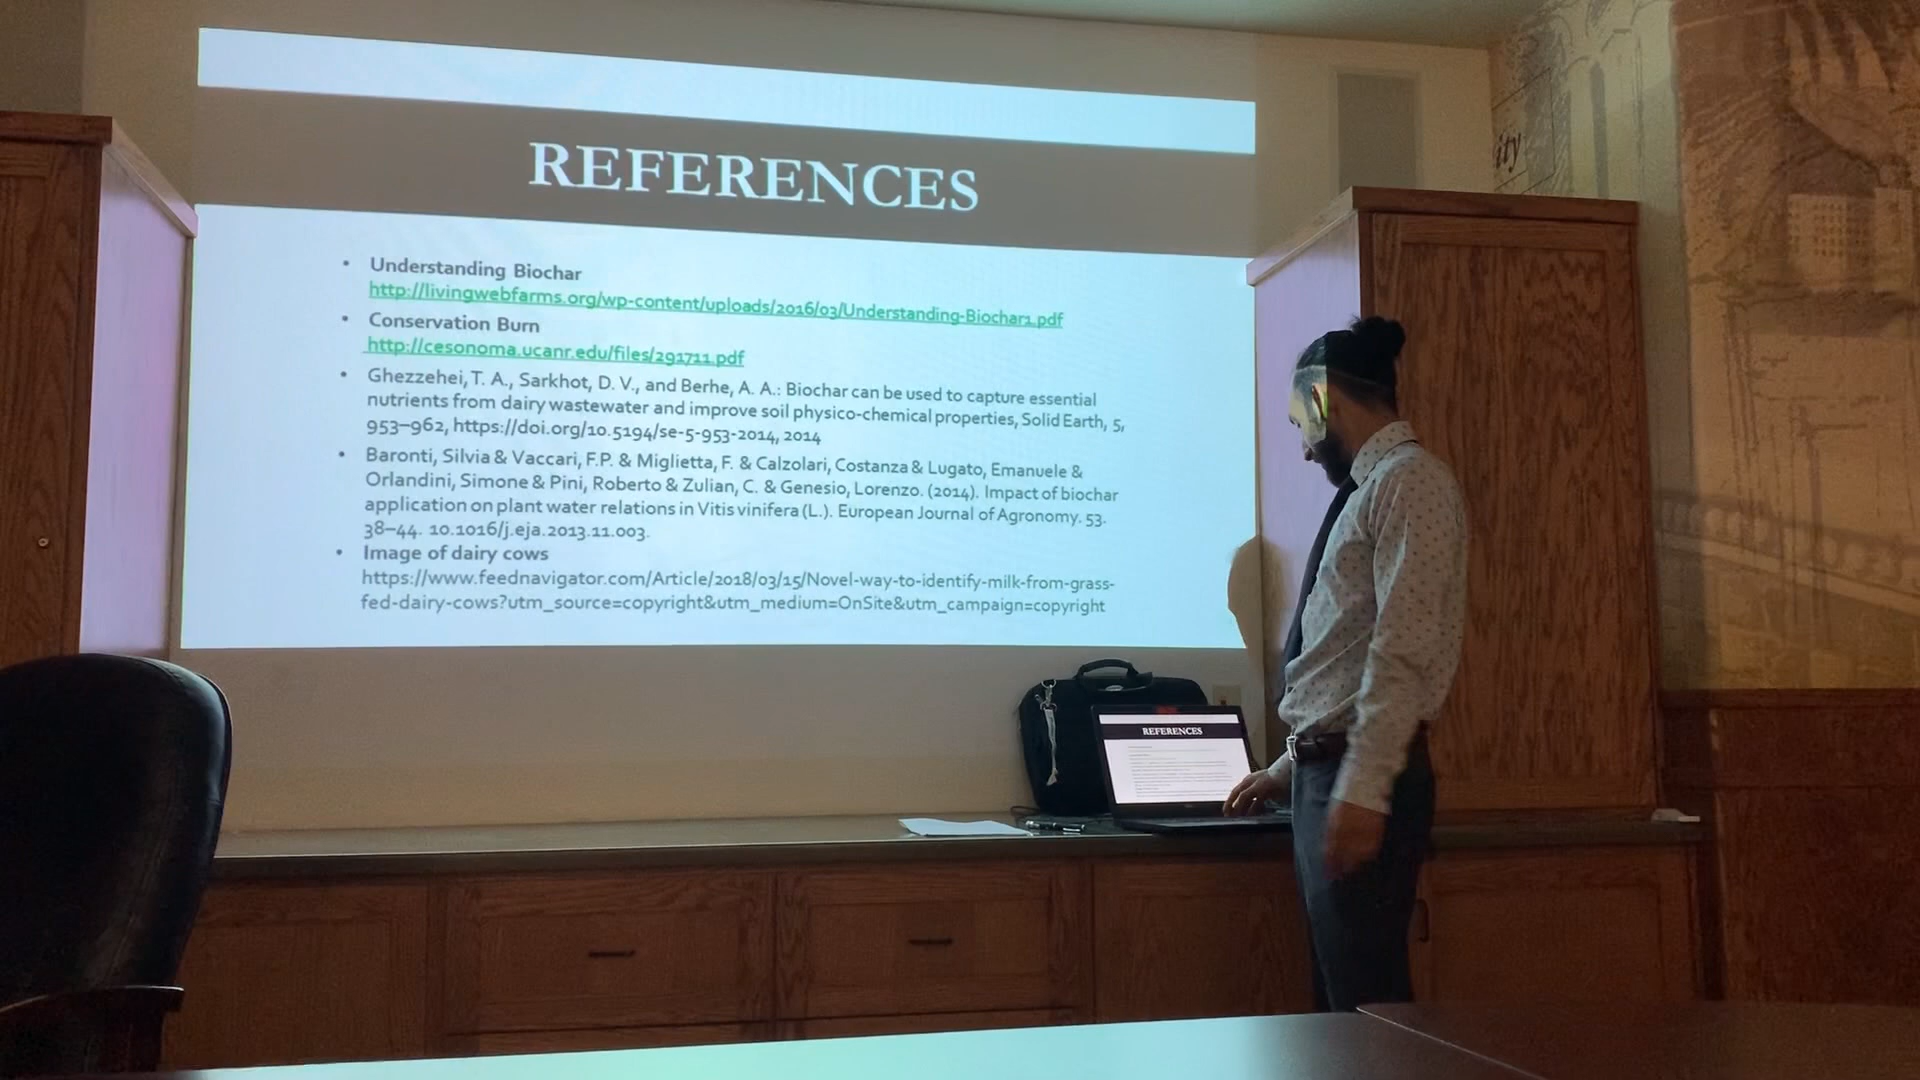 REFERENCES
• Understanding Biochar
http://livingwebfarms.org/wp-content/uploads/2016/03/Understanding-Biochar1.pdf
• Conservation Burn
http://cesonoma.ucanr.edu/files/291711.pdf
• Ghezzehei, T. A., Sarkhot, D. V., and Berhe, A. A.: Biochar can be used to capture essential
nutrients from dairy wastewater and improve soil physico-chemical properties, Solid Earth, 5,
953–962, https://doi.org/10.5194/se-5-953-2014, 2014
• Baronti, Silvia & Vaccari, F.P. & Miglietta, F. & Calzolari, Costanza & Lugato, Emanuele &
Orlandini, Simone & Pini, Roberto & Zulian, C. & Genesio, Lorenzo. (2014). Impact of biochar
application on plant water relations in Vitis vinifera (L.). European Journal of Agronomy. 53.
38–44. 10.1016/j.eja.2013.11.003.
• Image of dairy cows
https://www.feednavigator.com/Article/2018/03/15/Novel-way-to-identify-milk-from-grass-
fed-dairy-cows?utm_source=copyright&utm_medium=OnSite&utm_campaign=copyright
ity
REFERENCES